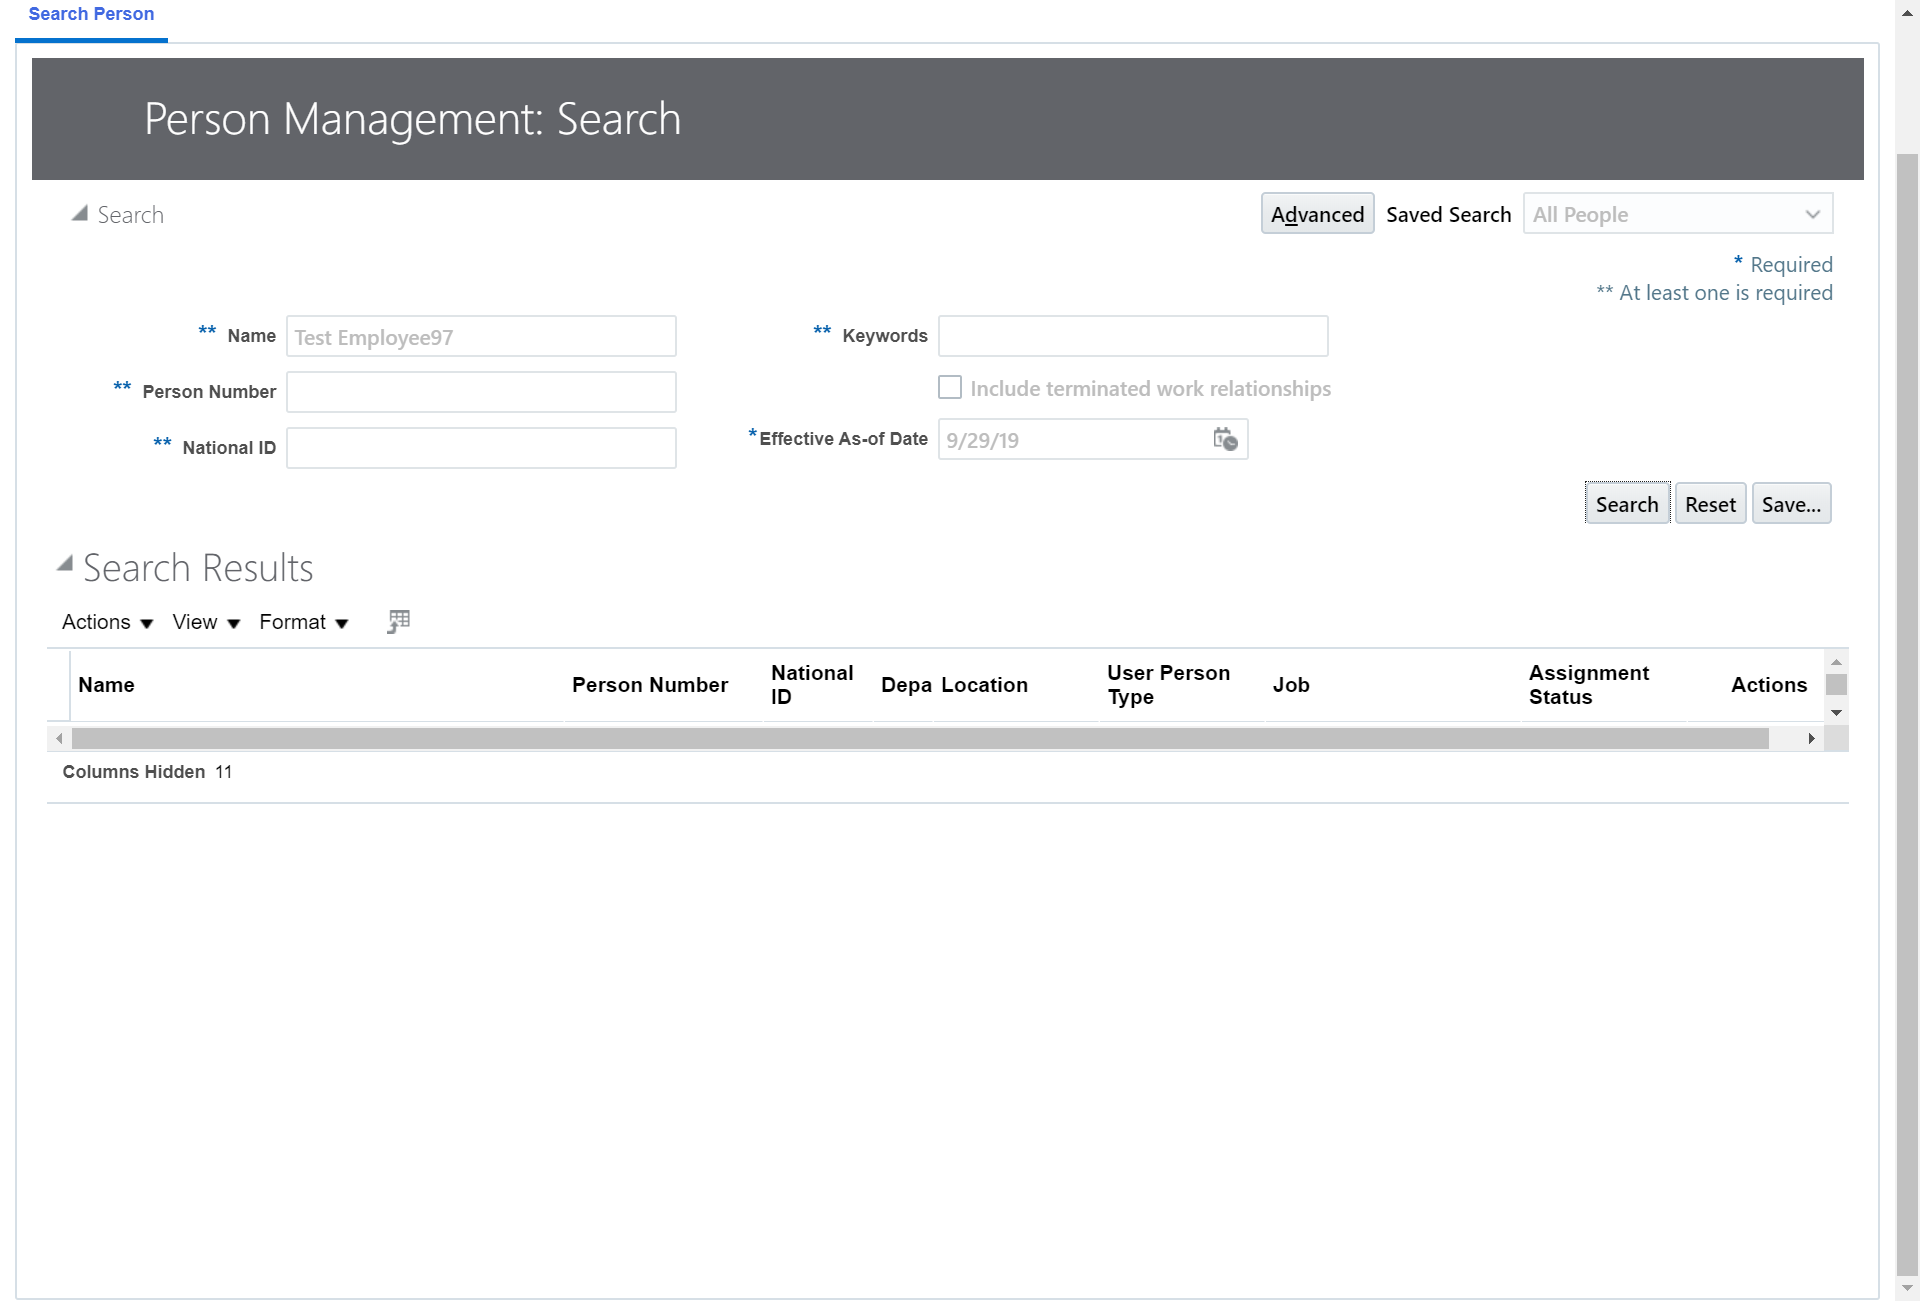 Search Person
Person Management: Search
Search
Advanced Saved Search All People
* Required
** At least one is required
** Name Test Employee97
** Keywords
** Person Number
Include terminated work relationships
** National ID
*Effective As-of Date 9/29/19
Search Reset Save...
Search Results
Actions View Format
Name Person Number National ID Depa Location User Person Type Job Assignment Status Actions
Columns Hidden 11